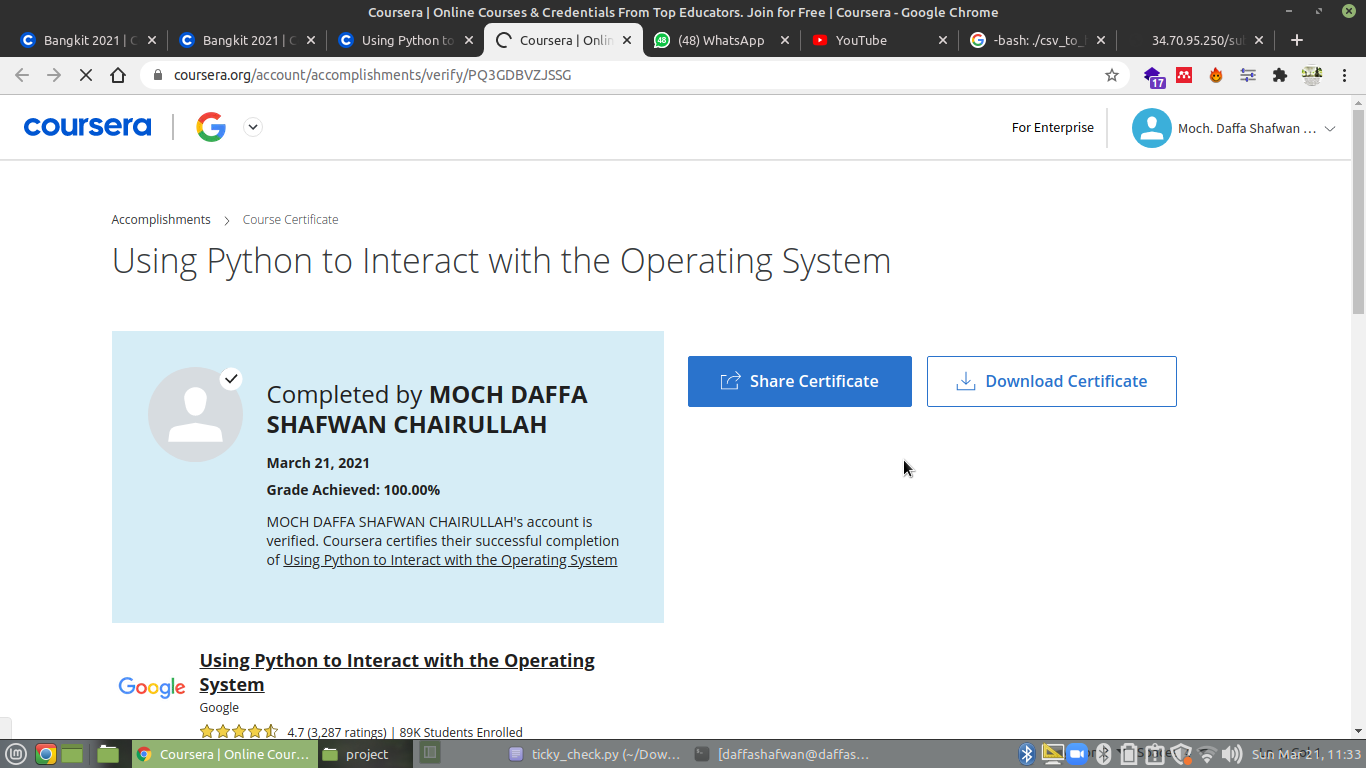 Coursera | Online Courses & Credentials From Top Educators. Join for Free | Coursera - Google Chrome
Bangkit 2021 | C
Bangkit 2021 | C
Using Python to
Coursera | Onlin
(48) WhatsApp
YouTube
-bash: ./csv_to_h
34.70.95.250/su
coursera.org/account/accomplishments/verify/PQ3GDBVZJSSG
17
coursera
For Enterprise
Moch. Daffa Shafwan ...
Accomplishments
Course Certificate
Using Python to Interact with the Operating System
Completed by MOCH DAFFA
SHAFWAN CHAIRULLAH
March 21, 2021
Grade Achieved: 100.00%
MOCH DAFFA SHAFWAN CHAIRULLAH's account is
verified. Coursera certifies their successful completion
of Using Python to Interact with the Operating System
Share Certificate
Download Certificate
Google
Using Python to Interact with the Operating
System
Google
4.7 (3,287 ratings) | 89K Students Enrolled
Coursera | Online Cour...
project
ticky_check.py (~/Dow...
[daffashafwan@daffas...
Sun Mar 21, 11:33